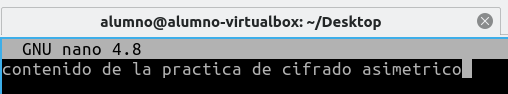 alumno@alumno-virtualbox: ~/Desktop
GNU nano 4.8
contenido de la practica de cifrado asimetrico